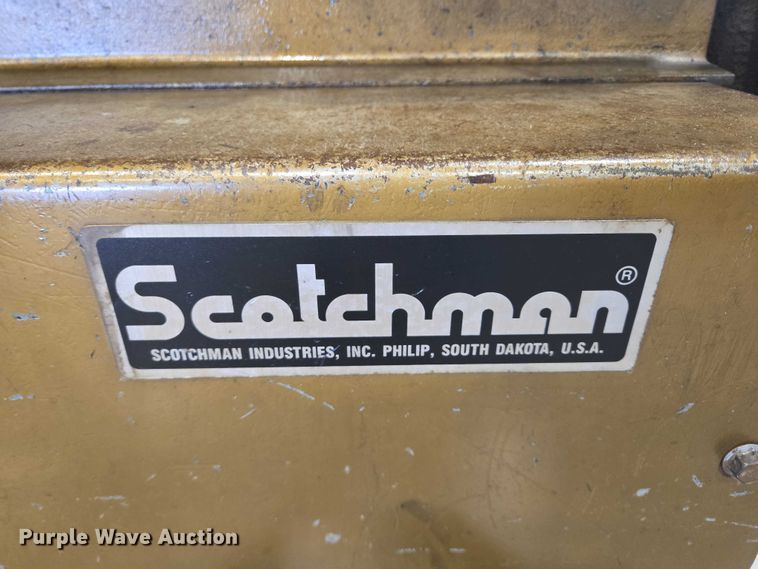 Scotchman®
SCOTCHMAN INDUSTRIES, INC. PHILIP, SOUTH DAKOTA, U.S.A.
Purple Wave Auction